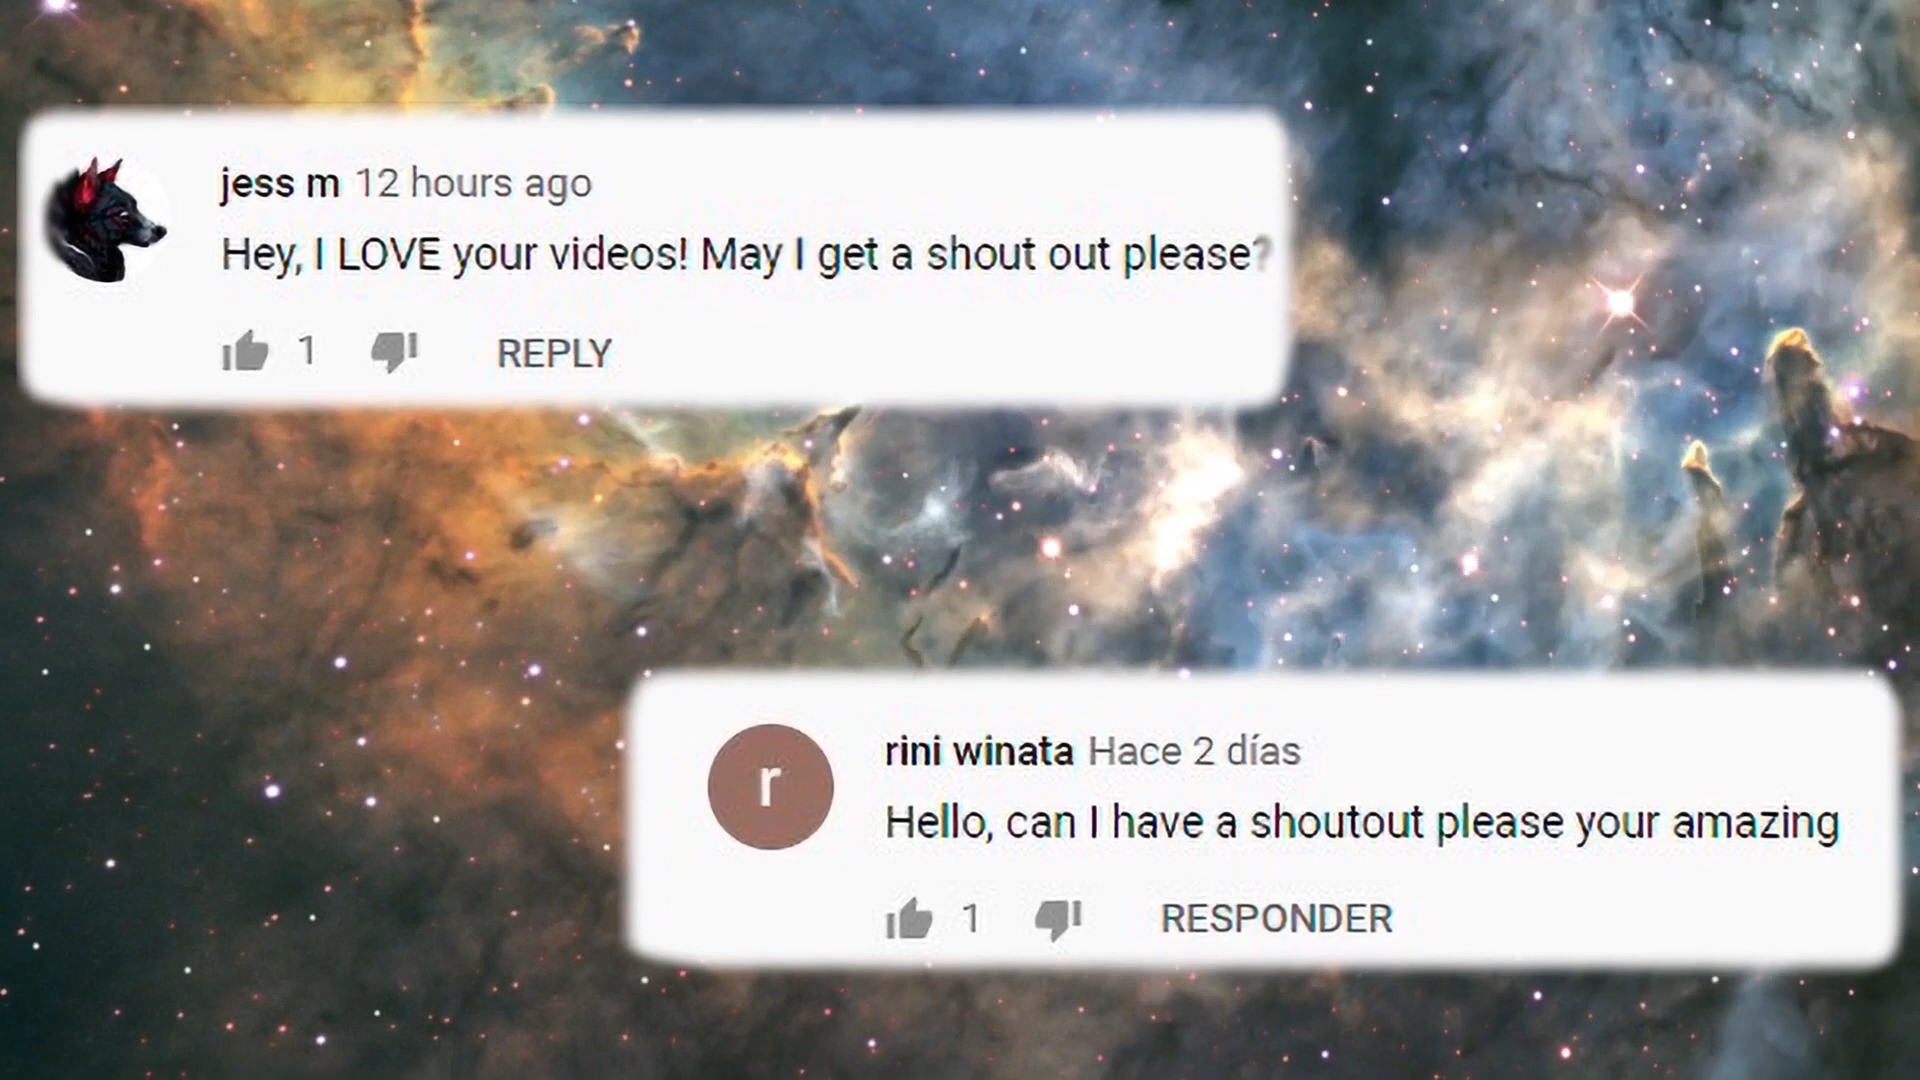 jess m 12 hours ago
Hey, I LOVE your videos! May I get a shout out please?
1 REPLY
r
rini winata Hace 2 días
Hello, can I have a shoutout please your amazing
1 RESPONDER